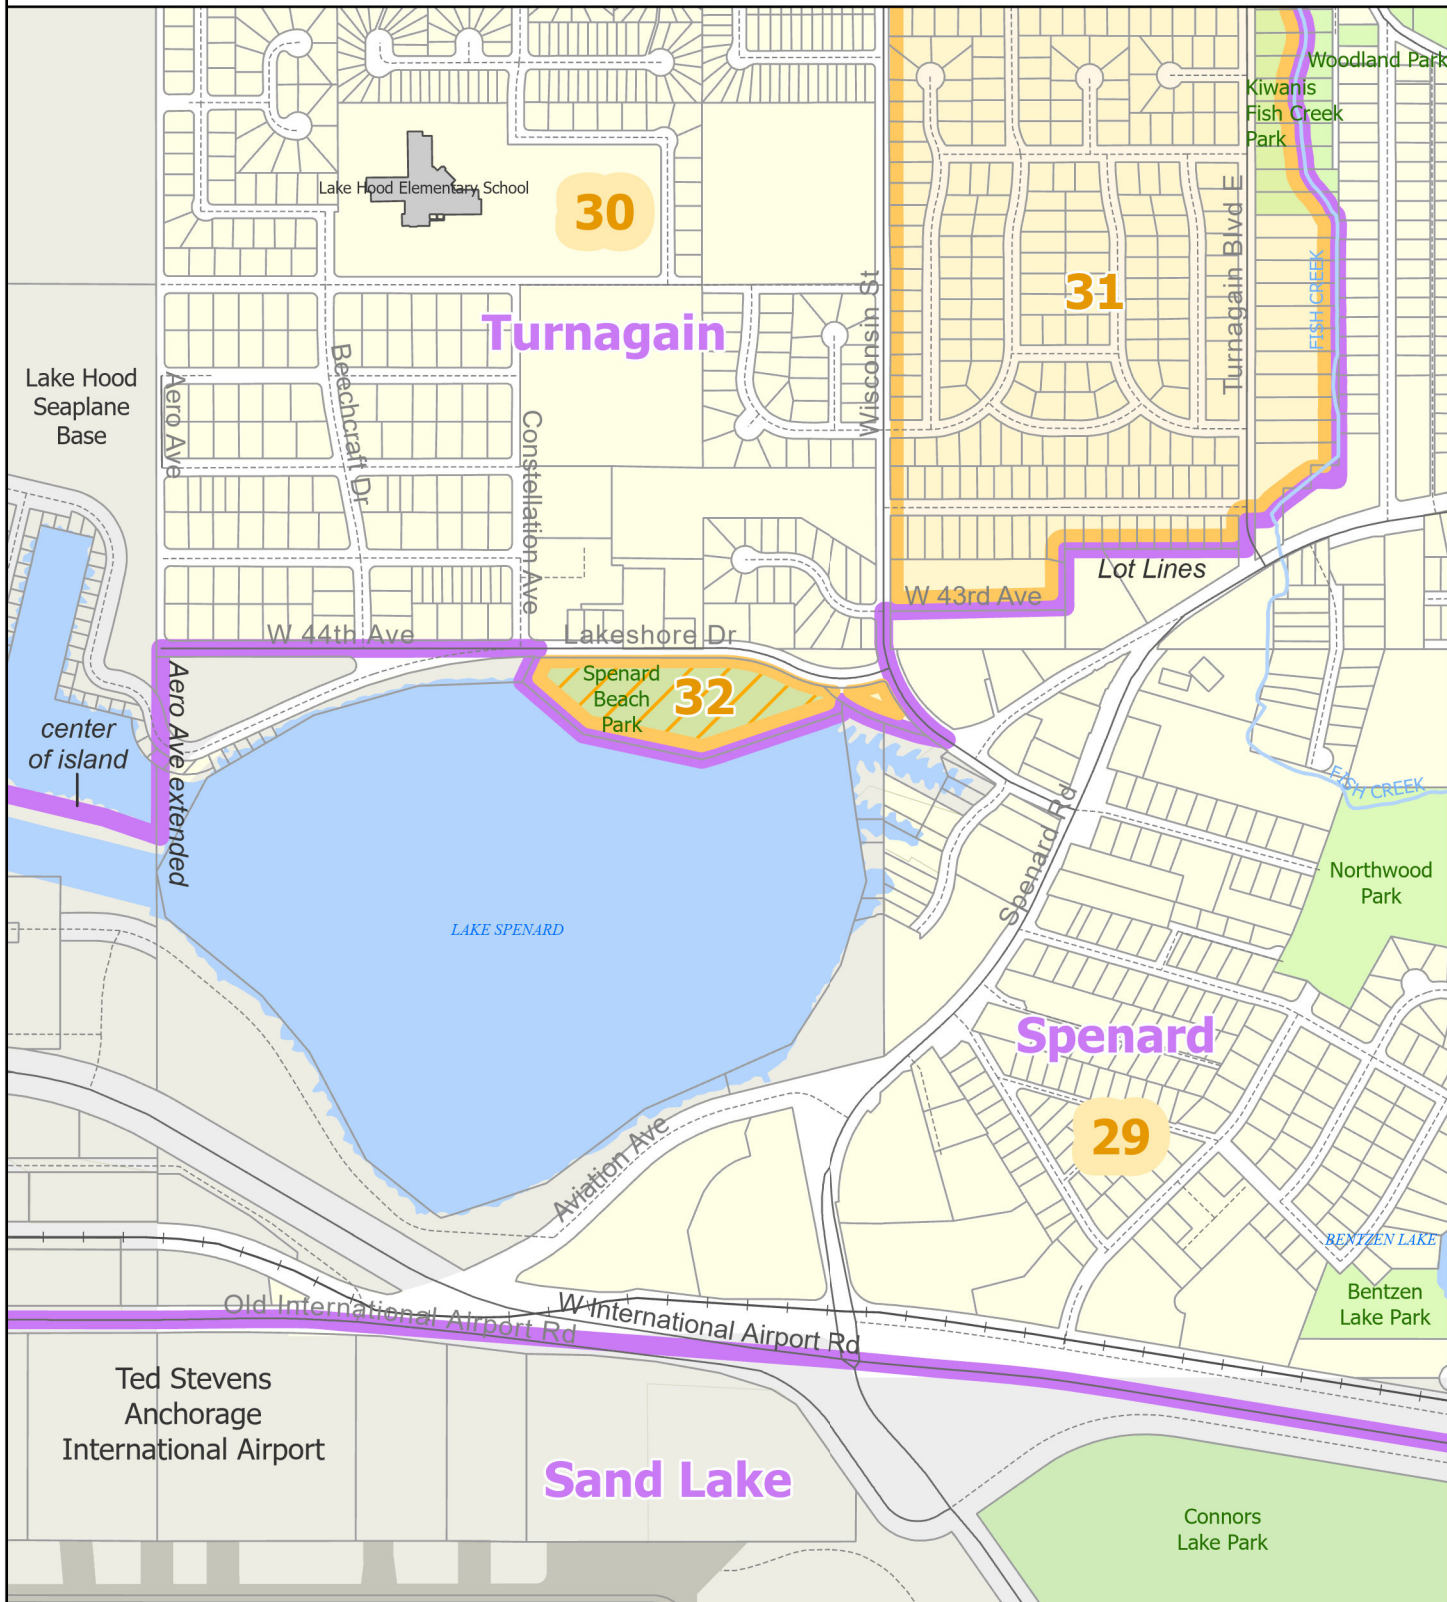 Woodland Park
Kiwanis
Fish Creek
Park
Lake Hood Elementary School
30
31
Turnagain Blvd E
FISH CREEK
Wisconsin St
Turnagain
Lake Hood
Seaplane
Base
Aero Ave
Beechcraft Dr
Constellation Ave
Lot Lines
W 43rd Ave
W 44th Ave
Lakeshore Dr
Spenard
Beach
Park
32
center
of island
Aero Ave extended
FISH CREEK
Spenard Rd
Northwood
Park
LAKE SPENARD
Spenard
29
Aviation Ave
BENTZEN LAKE
Bentzen
Lake Park
Old International Airport Rd
W International Airport Rd
Ted Stevens
Anchorage
International Airport
Sand Lake
Connors
Lake Park